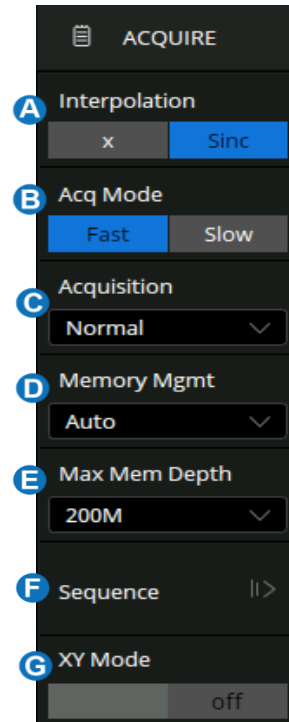 ACQUIRE
A Interpolation
x Sinc
B Acq Mode
Fast Slow
C Acquisition
Normal
D Memory Mgmt
Auto
E Max Mem Depth
200M
F Sequence
G XY Mode
off